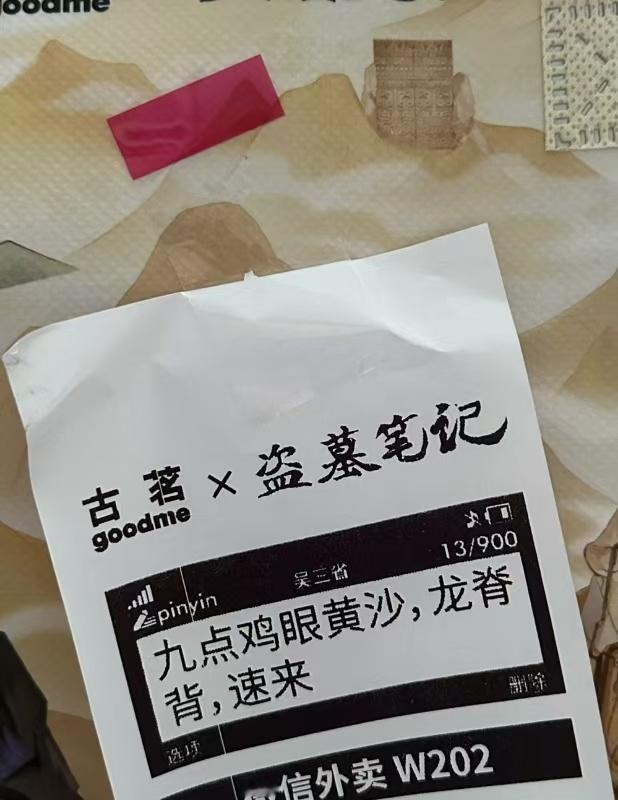 goodme
古茗 × 盗墓笔记
goodme
13/900
吴三省
pinyin
九点鸡眼黄沙,龙脊
背,速来
选项
删除
信外卖 W202